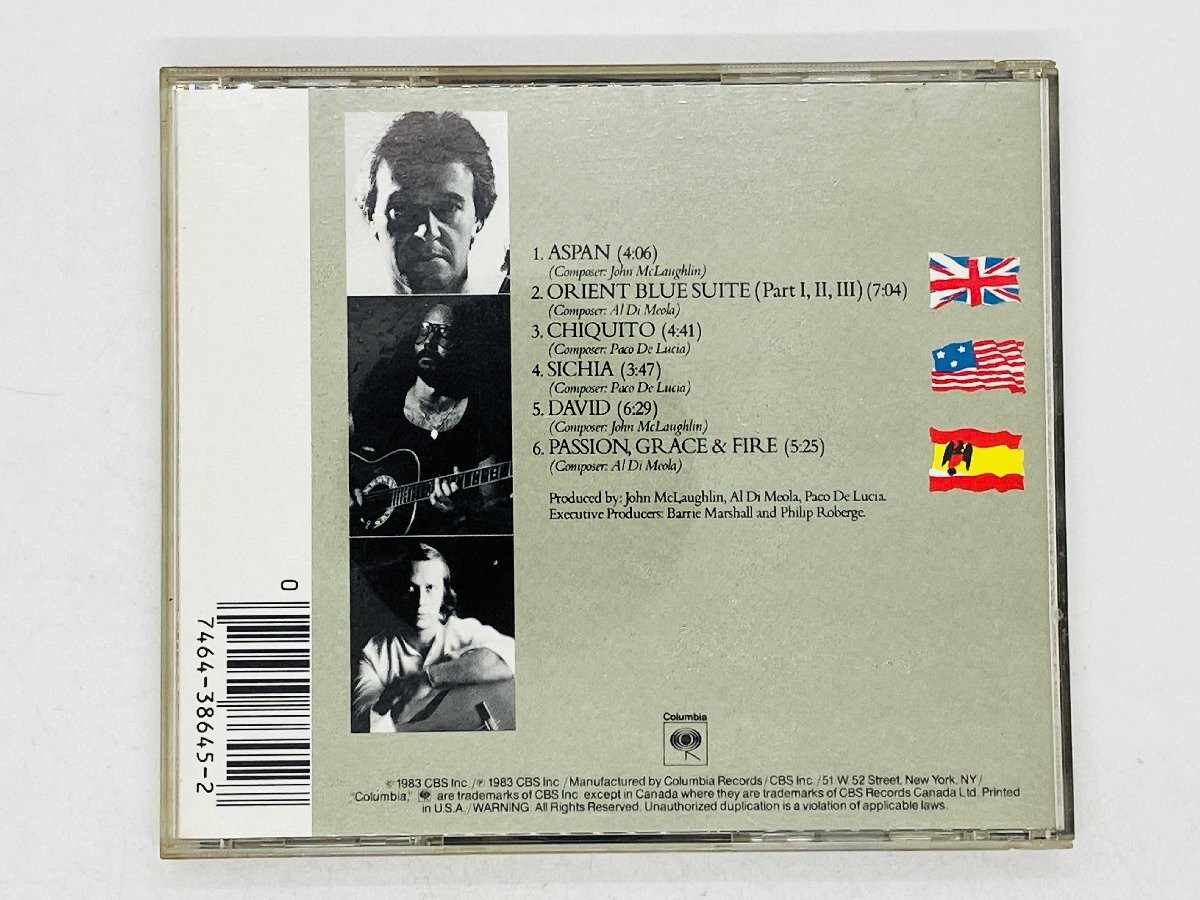 1. ASPAN (4:06)
(Composer: John McLaughlin)
2. ORIENT BLUE SUITE (Part I, II, III) (7:04)
(Composer: Al Di Meola)
3. CHIQUITO (4:41)
(Composer: Paco De Lucia)
4. SICHIA (3:47)
(Composer: Paco De Lucia)
5. DAVID (6:29)
(Composer: John McLaughlin)
6. PASSION, GRACE & FIRE (5:25)
(Composer: Al Di Meola)
Produced by: John McLaughlin, Al Di Meola, Paco De Lucia.
Executive Producers: Barrie Marshall and Philip Roberge.
0
7464-38645-2
Columbia
© 1983 CBS Inc. / ℗ 1983 CBS Inc. / Manufactured by Columbia Records / CBS Inc. / 51 W. 52 Street, New York, NY /
"Columbia," are trademarks of CBS Inc. except in Canada where they are trademarks of CBS Records Canada Ltd. Printed
in U.S.A. / WARNING: All Rights Reserved. Unauthorized duplication is a violation of applicable laws.